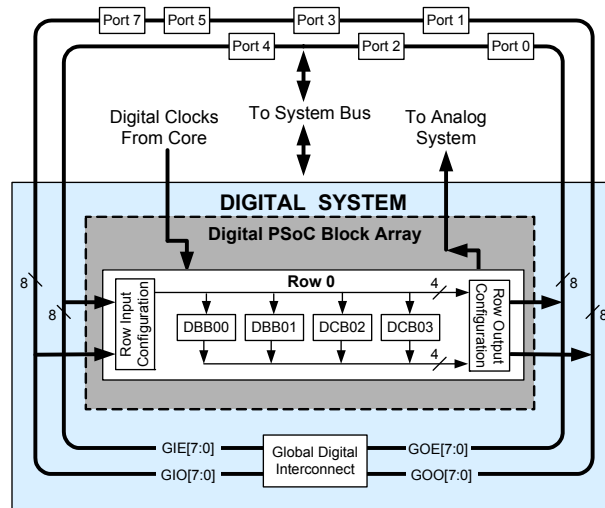 Port 7 Port 5 Port 3 Port 1
Port 4 Port 2 Port 0
Digital Clocks
From Core
To System Bus
To Analog
System
DIGITAL SYSTEM
Digital PSoC Block Array
Row 0
Row Input
Configuration
4
DBB00 DBB01 DCB02 DCB03
4
Row Output
Configuration
8
8
8
8
GIE[7:0]
GIO[7:0]
Global Digital
Interconnect
GOE[7:0]
GOO[7:0]